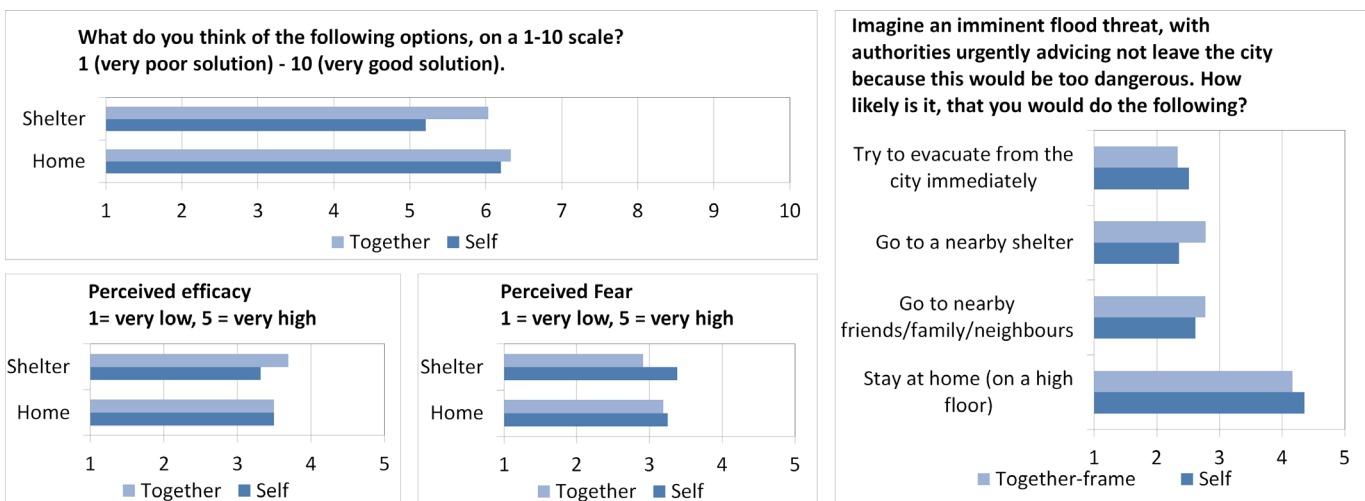 What do you think of the following options, on a 1-10 scale?
1 (very poor solution) - 10 (very good solution).
Shelter
Home
1 2 3 4 5 6 7 8 9 10
Together Self
Perceived efficacy
1= very low, 5 = very high
Shelter
Home
1 2 3 4 5
Together Self
Perceived Fear
1 = very low, 5 = very high
Shelter
Home
1 2 3 4 5
Together Self
Imagine an imminent flood threat, with
authorities urgently advicing not leave the city
because this would be too dangerous. How
likely is it, that you would do the following?
Try to evacuate from the
city immediately
Go to a nearby shelter
Go to nearby
friends/family/neighbours
Stay at home (on a high
floor)
1 2 3 4 5
Together-frame Self